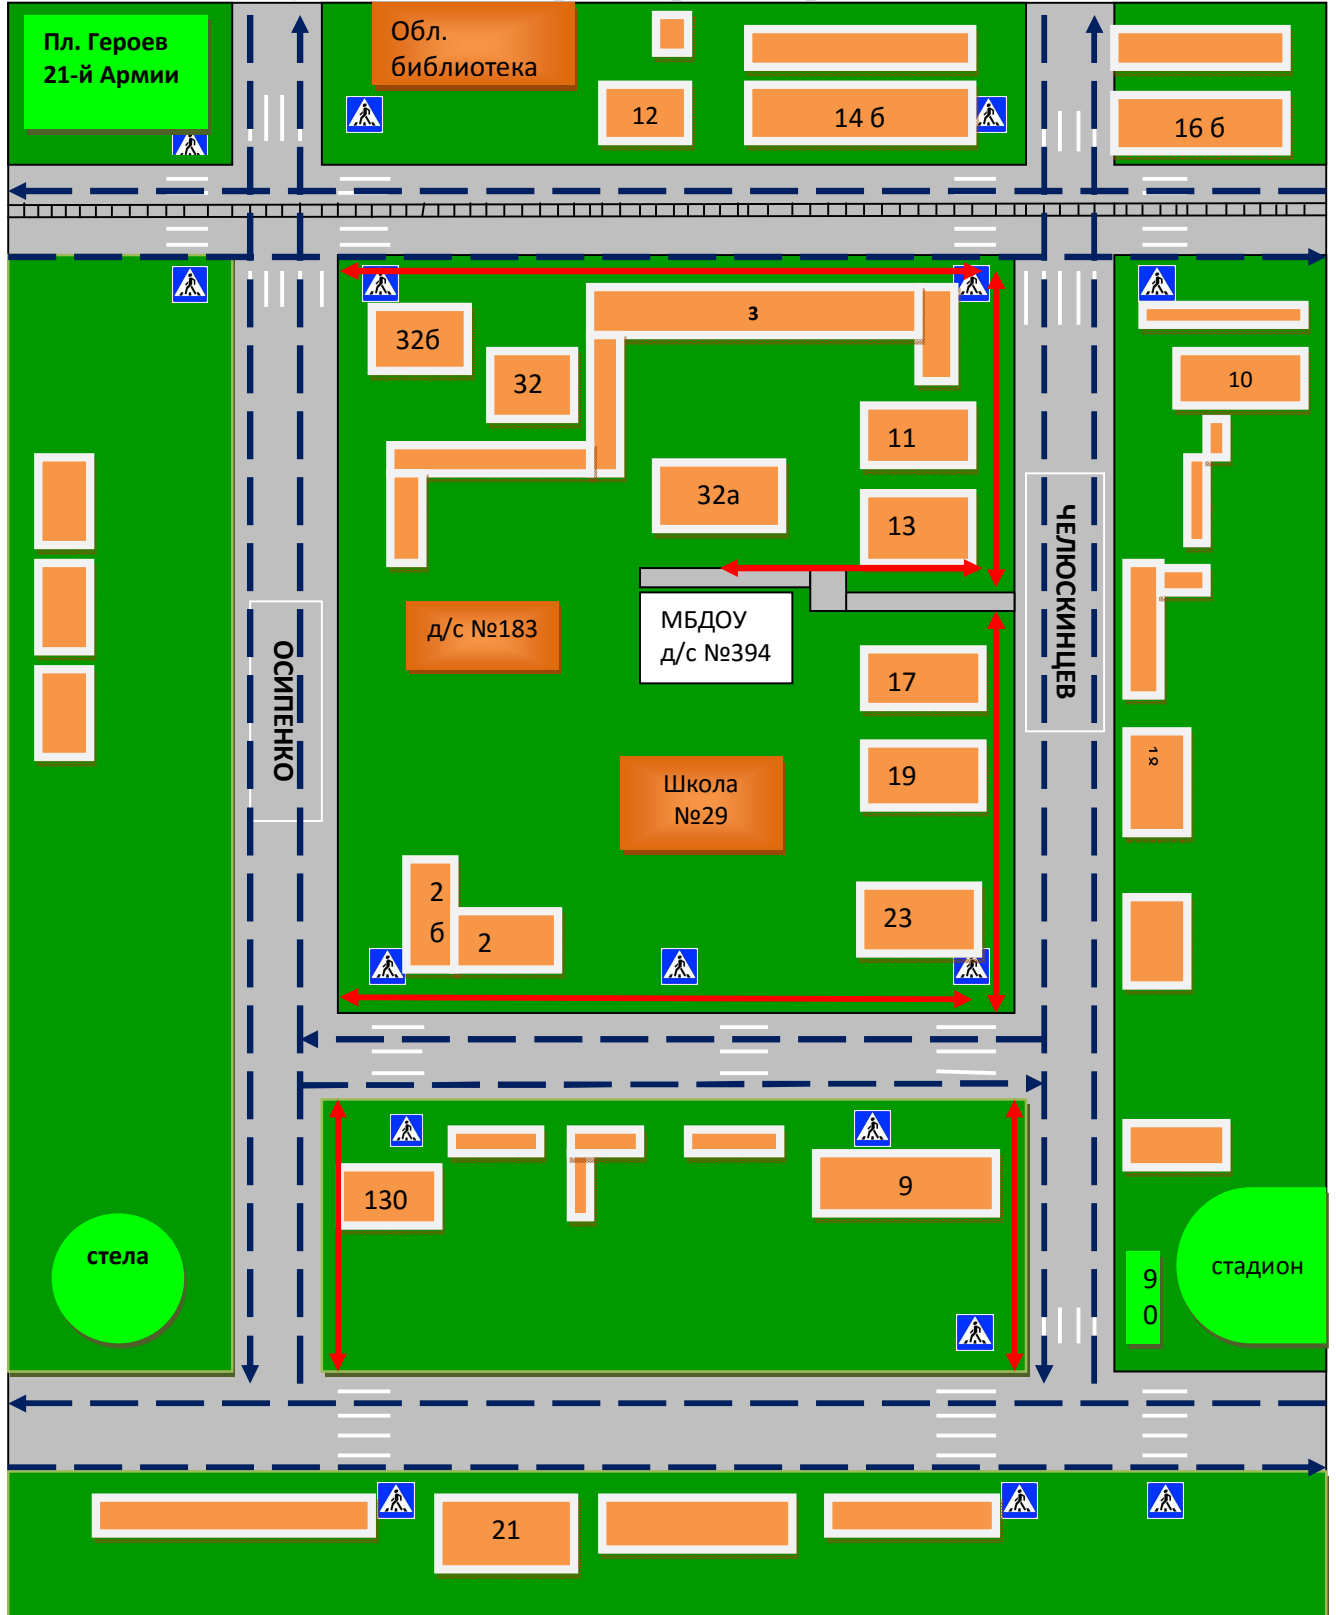 Пл. Героев
21-й Армии
Обл.
библиотека
12
14 б
16 б
32б
32
3
10
11
32а
13
ЧЕЛЮСКИНЦЕВ
д/с №183
МБДОУ
д/с №394
ОСИПЕНКО
17
18
19
Школа
№29
2
б
2
23
130
9
стела
стадион
9
0
21